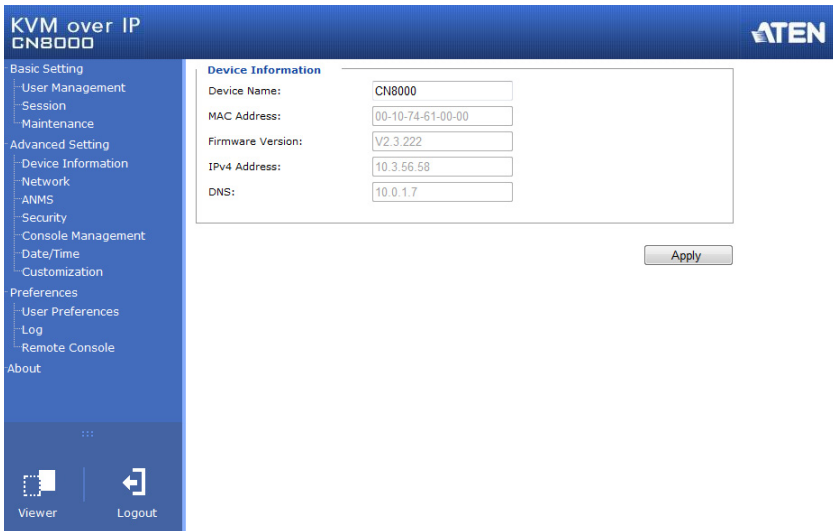 KVM over IP
CN8000
ATEN
Basic Setting
User Management
Session
Maintenance
Advanced Setting
Device Information
Network
ANMS
Security
Console Management
Date/Time
Customization
Preferences
User Preferences
Log
Remote Console
About
Viewer
Logout
Device Information
Device Name: CN8000
MAC Address: 00-10-74-61-00-00
Firmware Version: V2.3.222
IPv4 Address: 10.3.56.58
DNS: 10.0.1.7
Apply